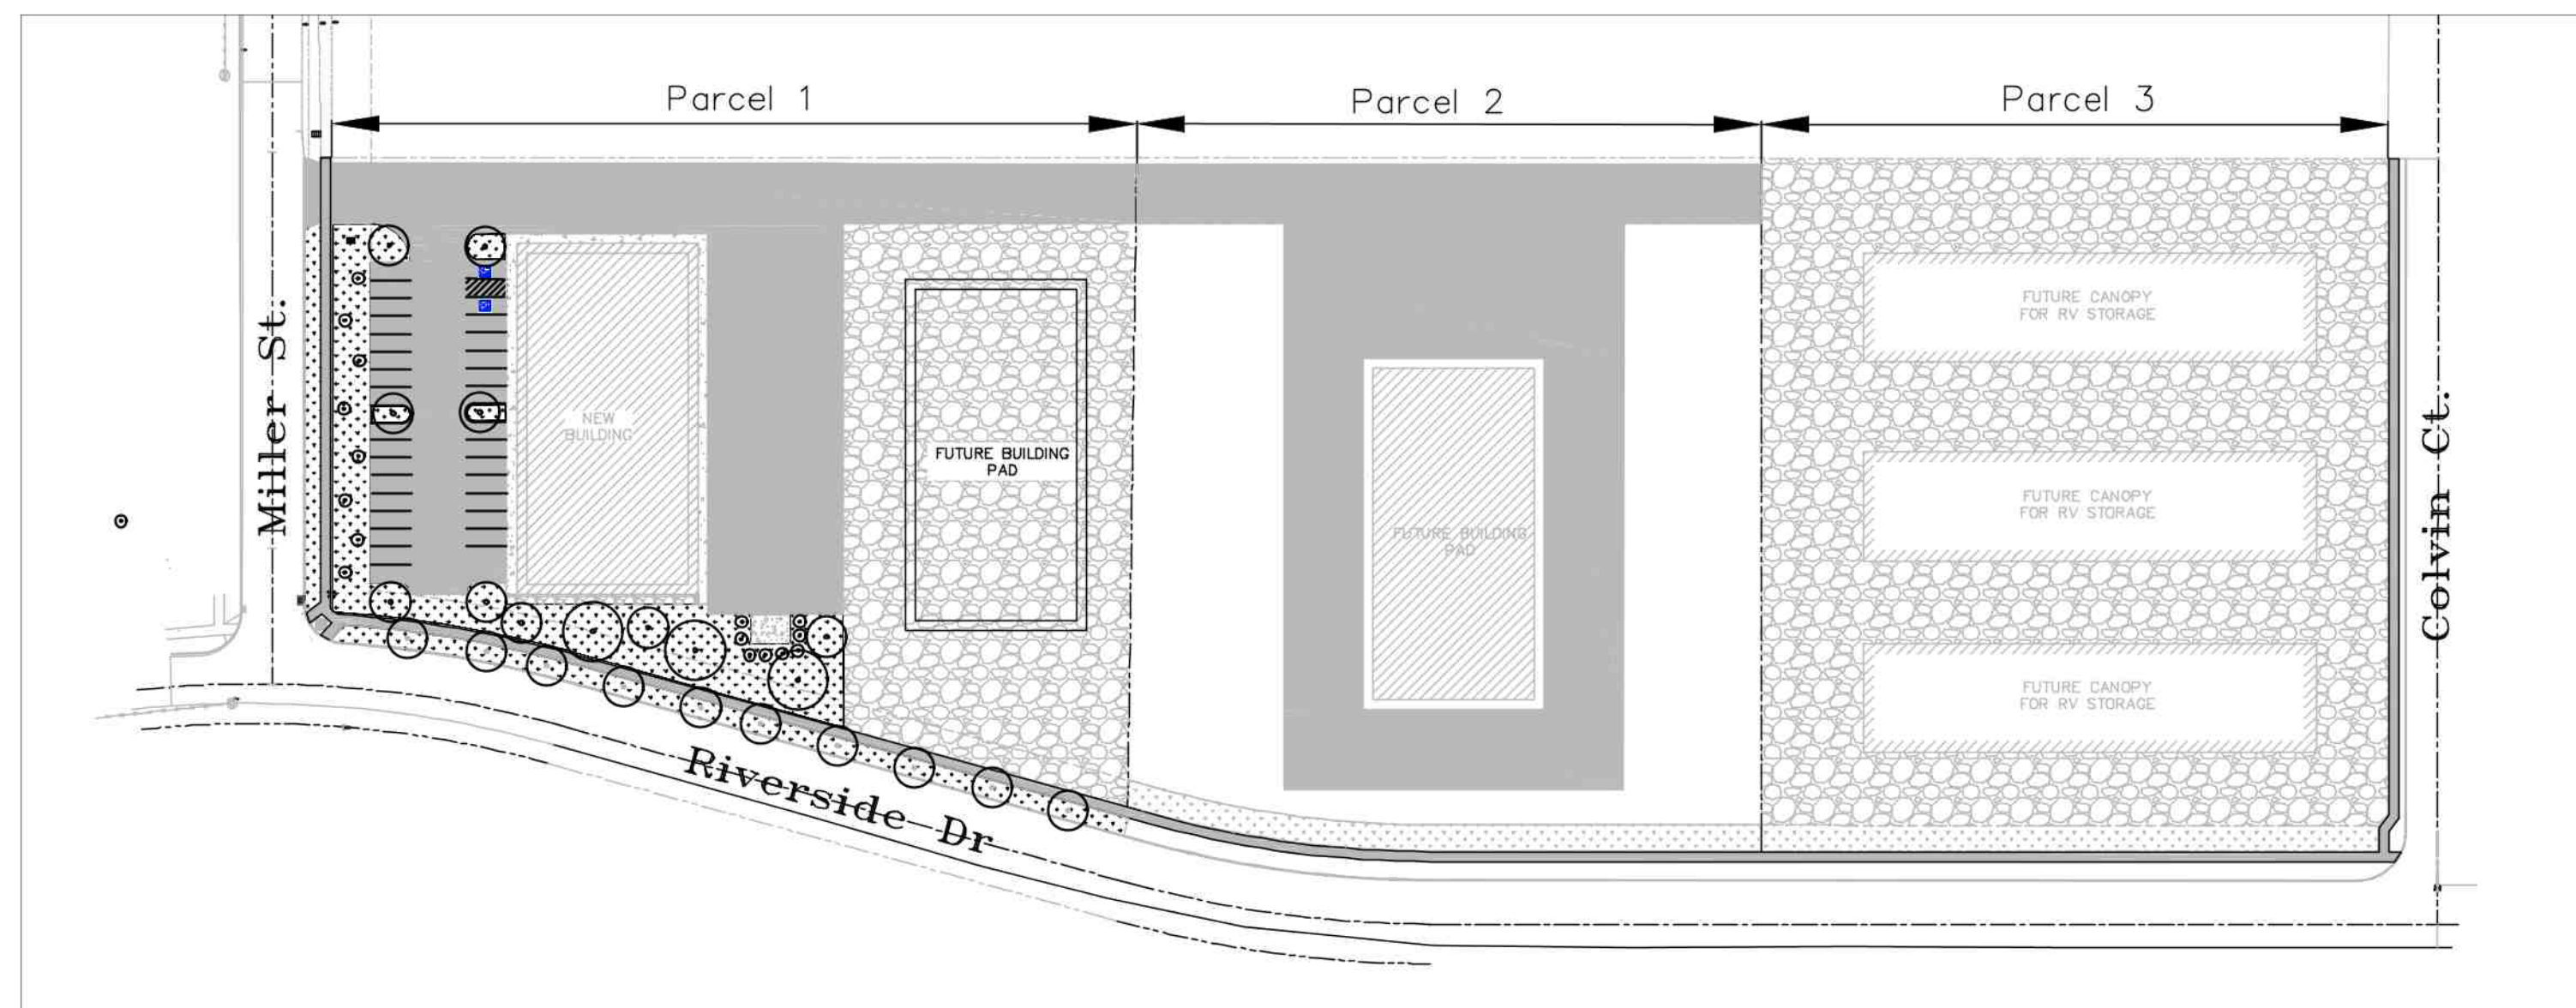 Parcel 1
Parcel 2
Parcel 3
Miller St.
NEW
BUILDING
FUTURE BUILDING
PAD
FUTURE BUILDING
PAD
FUTURE CANOPY
FOR RV STORAGE
FUTURE CANOPY
FOR RV STORAGE
FUTURE CANOPY
FOR RV STORAGE
Colvin Ct.
Riverside Dr